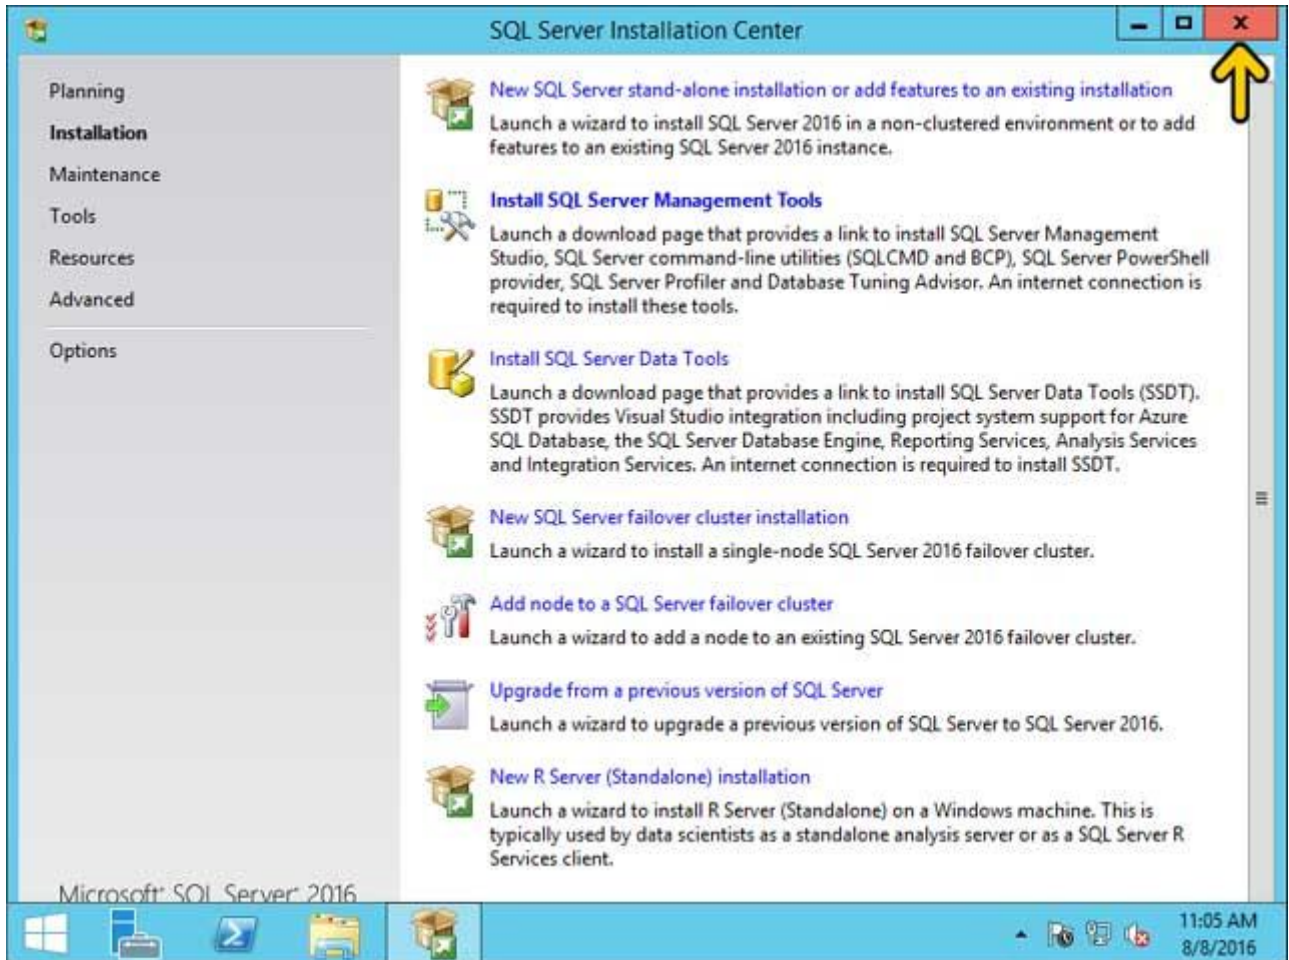 SQL Server Installation Center
Planning
Installation
Maintenance
Tools
Resources
Advanced
Options
New SQL Server stand-alone installation or add features to an existing installation
Launch a wizard to install SQL Server 2016 in a non-clustered environment or to add
features to an existing SQL Server 2016 instance.
Install SQL Server Management Tools
Launch a download page that provides a link to install SQL Server Management
Studio, SQL Server command-line utilities (SQLCMD and BCP), SQL Server PowerShell
provider, SQL Server Profiler and Database Tuning Advisor. An internet connection is
required to install these tools.
Install SQL Server Data Tools
Launch a download page that provides a link to install SQL Server Data Tools (SSDT).
SSDT provides Visual Studio integration including project system support for Azure
SQL Database, the SQL Server Database Engine, Reporting Services, Analysis Services
and Integration Services. An internet connection is required to install SSDT.
New SQL Server failover cluster installation
Launch a wizard to install a single-node SQL Server 2016 failover cluster.
Add node to a SQL Server failover cluster
Launch a wizard to add a node to an existing SQL Server 2016 failover cluster.
Upgrade from a previous version of SQL Server
Launch a wizard to upgrade a previous version of SQL Server to SQL Server 2016.
New R Server (Standalone) installation
Launch a wizard to install R Server (Standalone) on a Windows machine. This is
typically used by data scientists as a standalone analysis server or as a SQL Server R
Services client.
Microsoft SQL Server 2016
11:05 AM
8/8/2016